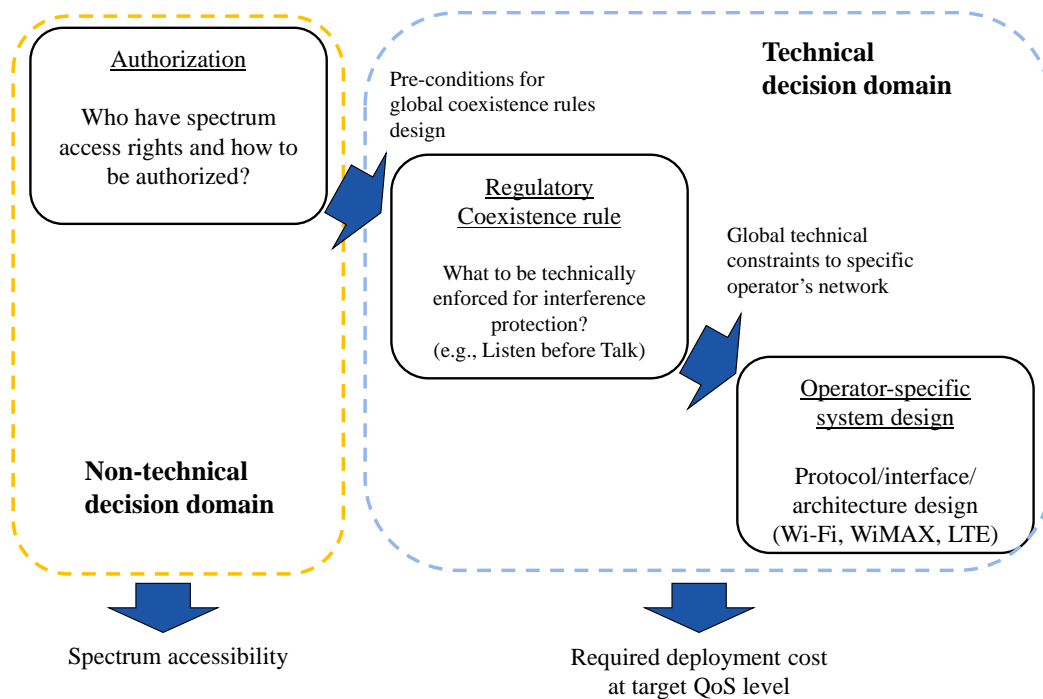 Authorization
Who have spectrum
access rights and how to
be authorized?
Non-technical
decision domain
Pre-conditions for
global coexistence rules
design
Technical
decision domain
Regulatory
Coexistence rule
What to be technically
enforced for interference
protection?
(e.g., Listen before Talk)
Global technical
constraints to specific
operator’s network
Operator-specific
system design
Protocol/interface/
architecture design
(Wi-Fi, WiMAX, LTE)
Spectrum accessibility
Required deployment cost
at target QoS level